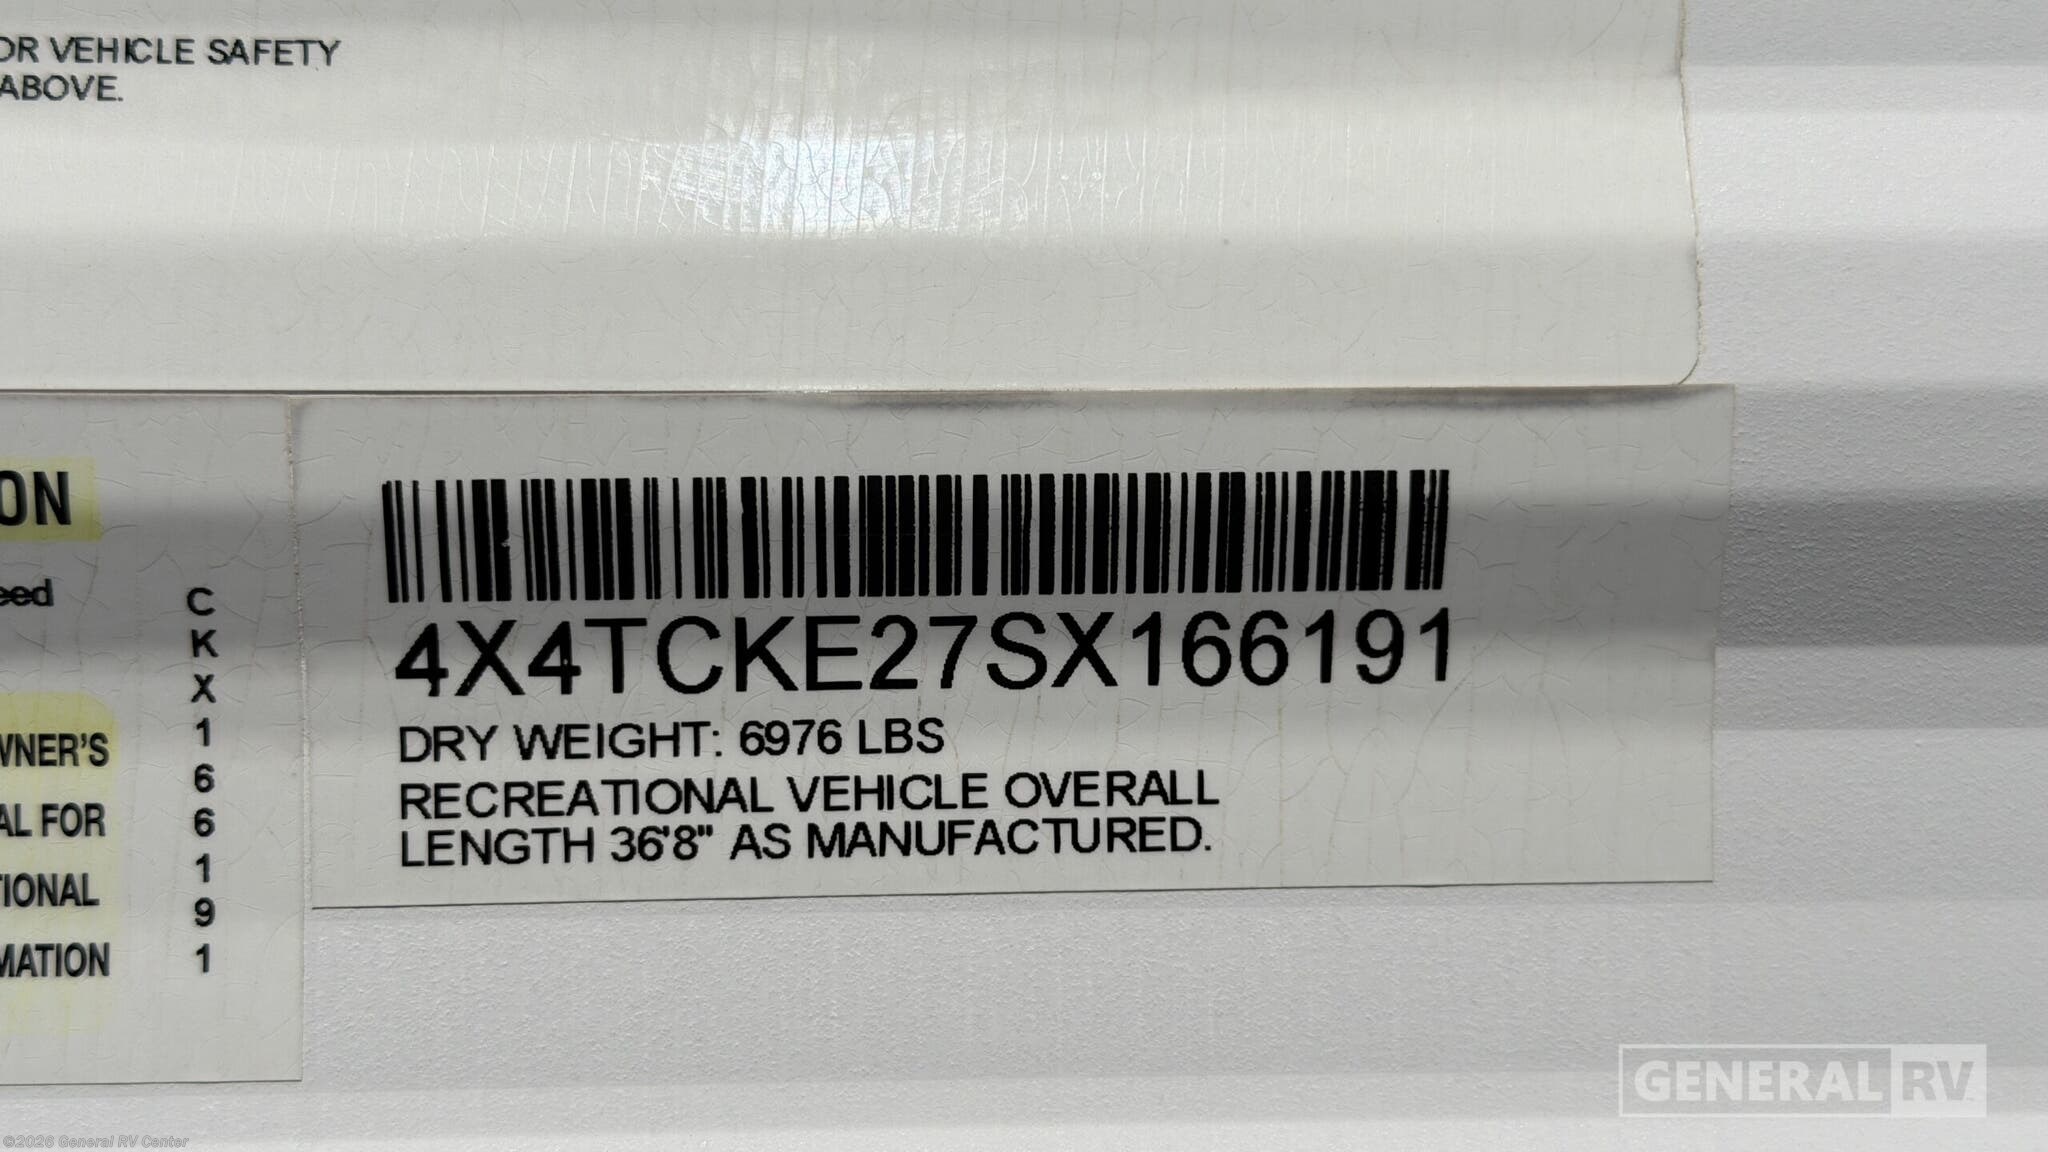 OR VEHICLE SAFETY
ABOVE.
ON
eed
WNER'S
AL FOR
TIONAL
MATION
C
K
X
1
6
6
1
9
1
4X4TCKE27SX166191
DRY WEIGHT: 6976 LBS
RECREATIONAL VEHICLE OVERALL
LENGTH 36'8" AS MANUFACTURED.
GENERAL RV
©2026 General RV Center